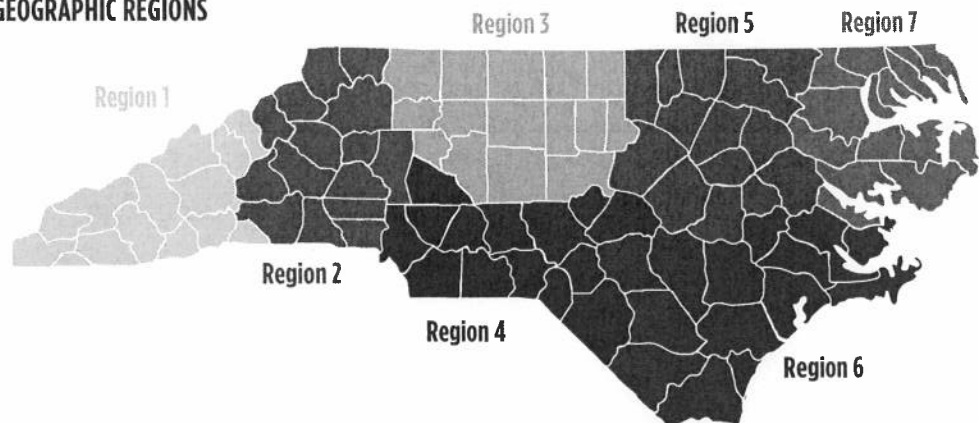 GEOGRAPHIC REGIONS
Region 3
Region 5
Region 7
Region 1
Region 2
Region 4
Region 6